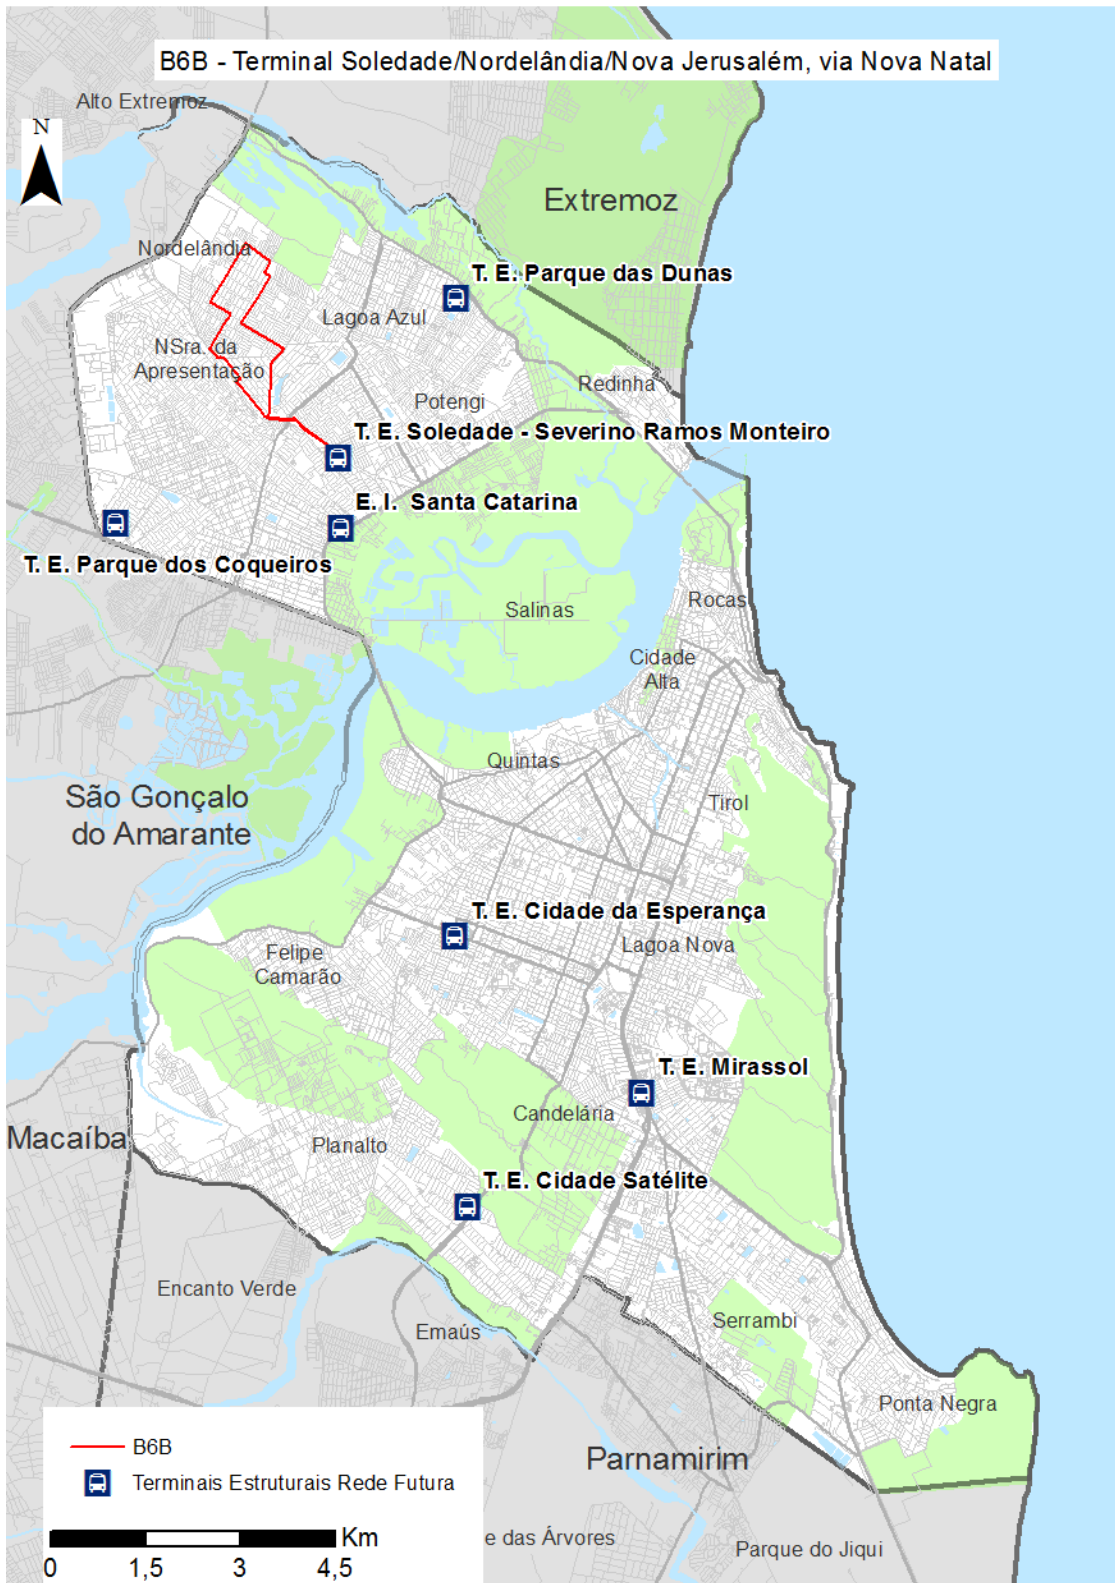 B6B - Terminal Soledade/Nordelândia/Nova Jerusalém, via Nova Natal
Alto Extremoz
N
Extremoz
Nordelândia
T. E. Parque das Dunas
Lagoa Azul
NSra. da
Apresentação
Redinha
Potengi
T. E. Soledade - Severino Ramos Monteiro
E. I. Santa Catarina
T. E. Parque dos Coqueiros
Rocas
Salinas
Cidade
Alta
Quintas
São Gonçalo
do Amarante
Tirol
T. E. Cidade da Esperança
Lagoa Nova
Felipe
Camarão
T. E. Mirassol
Candelária
Macaíba
Planalto
T. E. Cidade Satélite
Encanto Verde
Serrambi
Emaús
Ponta Negra
Parnamirim
B6B
Terminais Estruturais Rede Futura
e das Árvores
Parque do Jiqui
Km
0 1,5 3 4,5